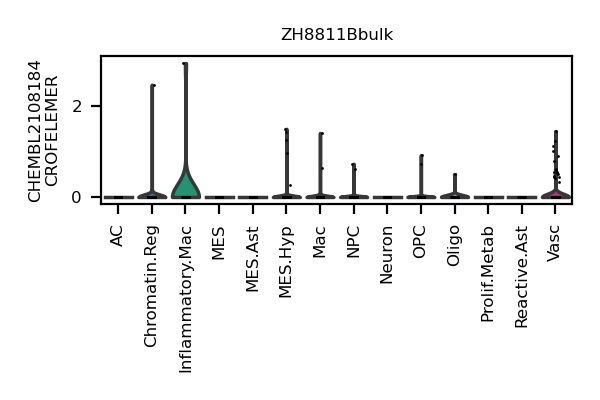 ZH8811Bbulk
CHEMBL2108184
CROFELEMER
2
0
AC
Chromatin.Reg
Inflammatory.Mac
MES
MES.Ast
MES.Hyp
Mac
NPC
Neuron
OPC
Oligo
Prolif.Metab
Reactive.Ast
Vasc